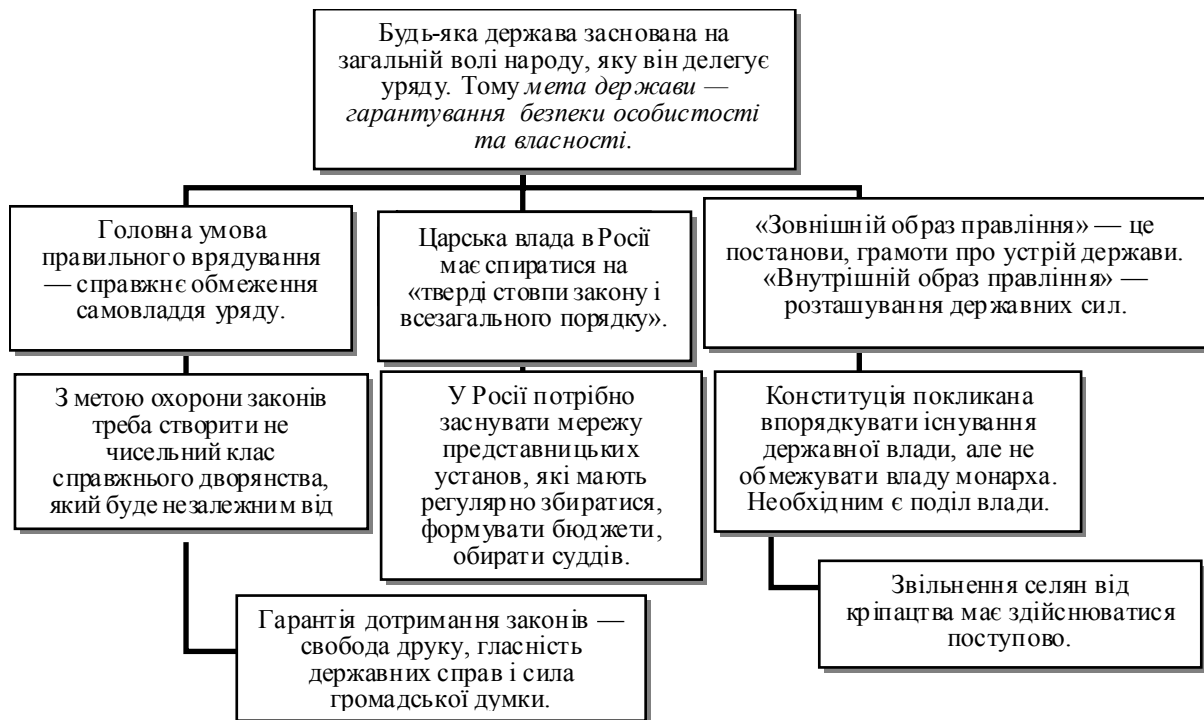 Будь-яка держава заснована на
загальній волі народу, яку він делегує
уряду. Тому мета держави —
гарантування безпеки особистості
та власності.
Головна умова
правильного врядування
— справжнє обмеження
самовладдя уряду.
Царська влада в Росії
має спиратися на
«тверді стовпи закону і
всезагального порядку».
«Зовнішній образ правління» — це
постанови, грамоти про устрій держави.
«Внутрішній образ правління» —
розташування державних сил.
З метою охорони законів
треба створити не
чисельний клас
справжнього дворянства,
який буде незалежним від
У Росії потрібно
заснувати мережу
представницьких
установ, які мають
регулярно збиратися,
формувати бюджети,
обирати суддів.
Конституція покликана
впорядкувати існування
державної влади, але не
обмежувати владу монарха.
Необхідним є поділ влади.
Гарантія дотримання законів —
свобода друку, гласність
державних справ і сила
громадської думки.
Звільнення селян від
кріпацтва має здійснюватися
поступово.